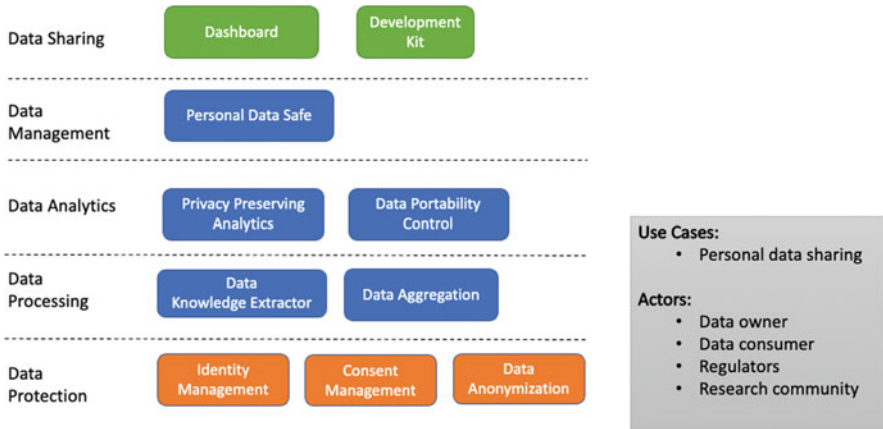 Data Sharing
Dashboard
Development
Kit
Data
Management
Personal Data Safe
Data Analytics
Privacy Preserving
Analytics
Data Portability
Control
Data
Processing
Data
Knowledge Extractor
Data Aggregation
Data
Protection
Identity
Management
Consent
Management
Data
Anonymization
Use Cases:
• Personal data sharing
Actors:
• Data owner
• Data consumer
• Regulators
• Research community